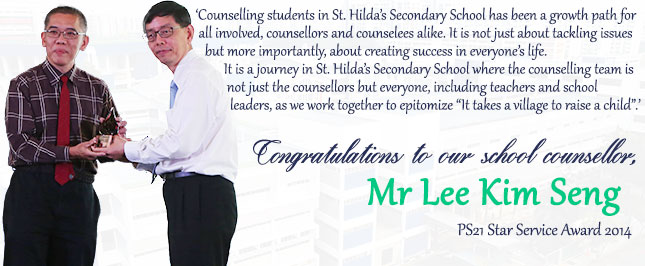 ‘Counselling students in St. Hilda’s Secondary School has been a growth path for
all involved, counsellors and counselees alike. It is not just about tackling issues
but more importantly, about creating success in everyone’s life.
It is a journey in St. Hilda’s Secondary School where the counselling team is
not just the counsellors but everyone, including teachers and school
leaders, as we work together to epitomize “It takes a village to raise a child”.’
Congratulations to our school counsellor,
Mr Lee Kim Seng
PS21 Star Service Award 2014